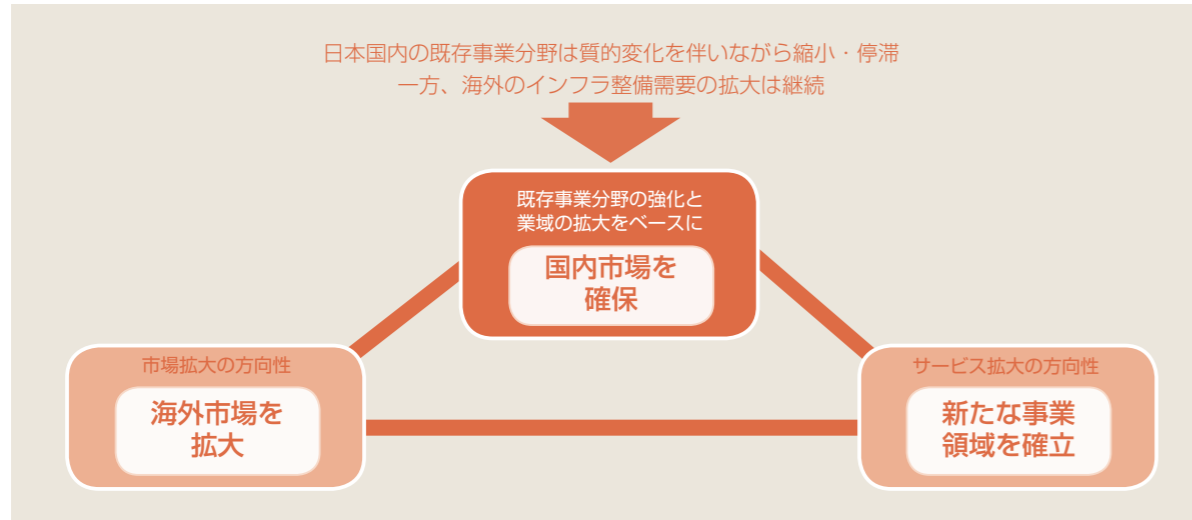 日本国内の既存事業分野は質的変化を伴いながら縮小・停滞
一方、海外のインフラ整備需要の拡大は継続
既存事業分野の強化と
業域の拡大をベースに
国内市場を
確保
市場拡大の方向性
海外市場を
拡大
サービス拡大の方向性
新たな事業
領域を確立